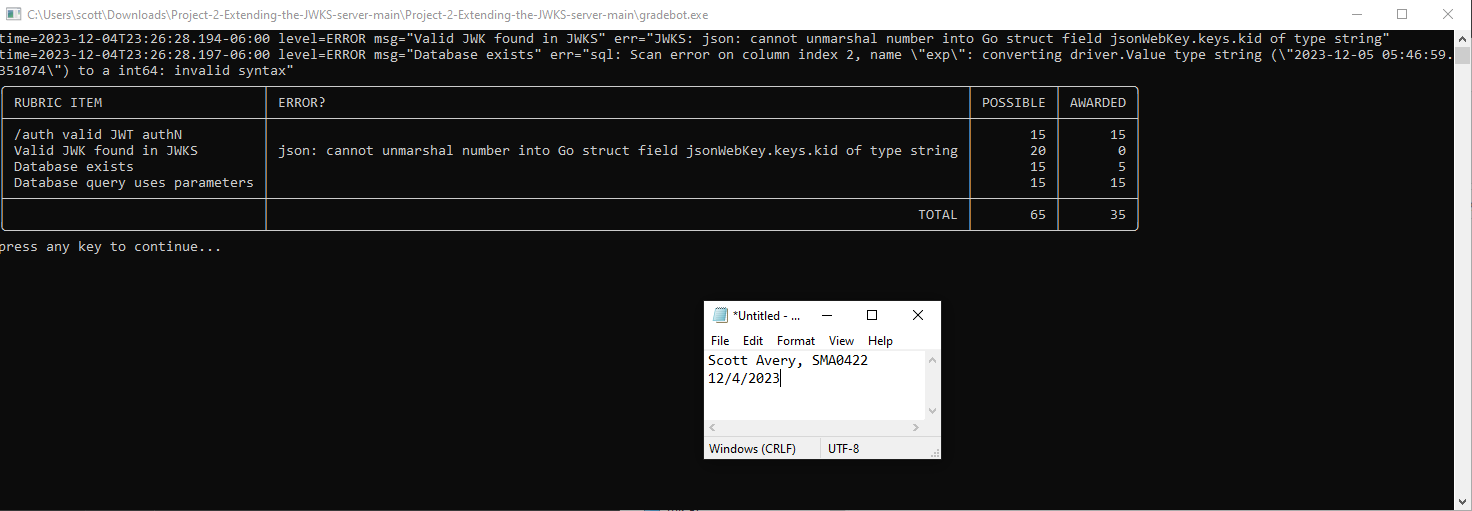 C:\Users\scott\Downloads\Project-2-Extending-the-JWKS-server-main\Project-2-Extending-the-JWKS-server-main\gradebot.exe
time=2023-12-04T23:26:28.194-06:00 level=ERROR msg="Valid JWK found in JWKS" err="JWKS: json: cannot unmarshal number into Go struct field jsonWebKey.keys.kid of type string"
time=2023-12-04T23:26:28.197-06:00 level=ERROR msg="Database exists" err="sql: Scan error on column index 2, name \"exp\": converting driver.Value type string (\"2023-12-05 05:46:59.
351074\") to a int64: invalid syntax"
RUBRIC ITEM ERROR? POSSIBLE AWARDED
/auth valid JWT authN 15 15
Valid JWK found in JWKS json: cannot unmarshal number into Go struct field jsonWebKey.keys.kid of type string 20 0
Database exists 15 5
Database query uses parameters 15 15
TOTAL 65 35
press any key to continue...
*Untitled - ...
File Edit Format View Help
Scott Avery, SMA0422
12/4/2023
Windows (CRLF) UTF-8